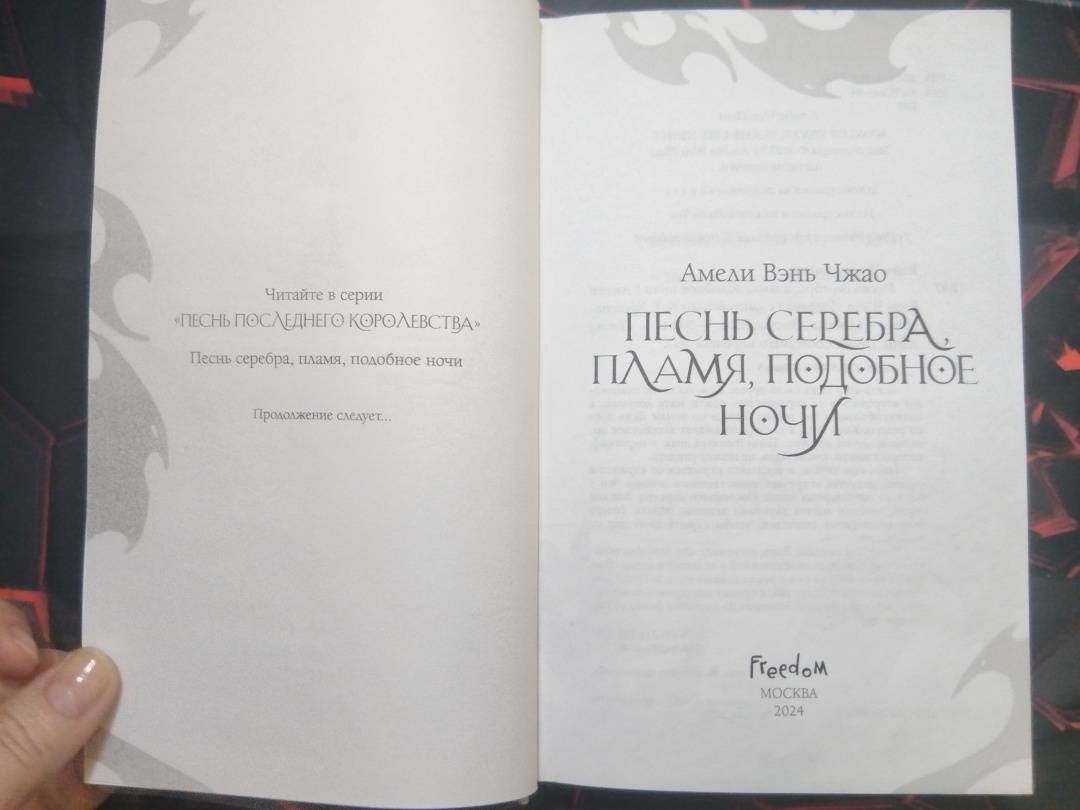 Читайте в серии
«ПЕСНЬ ПОСЛЕДНЕГО КОРОЛЕВСТВА»
Песнь серебра, пламя, подобное ночи
Продолжение следует...
Амели Вэнь Чжао
ПЕСНЬ СЕРЕБРА,
ПЛАМЯ, ПОДОБНОЕ
НОЧИ
Freedom
МОСКВА
2024